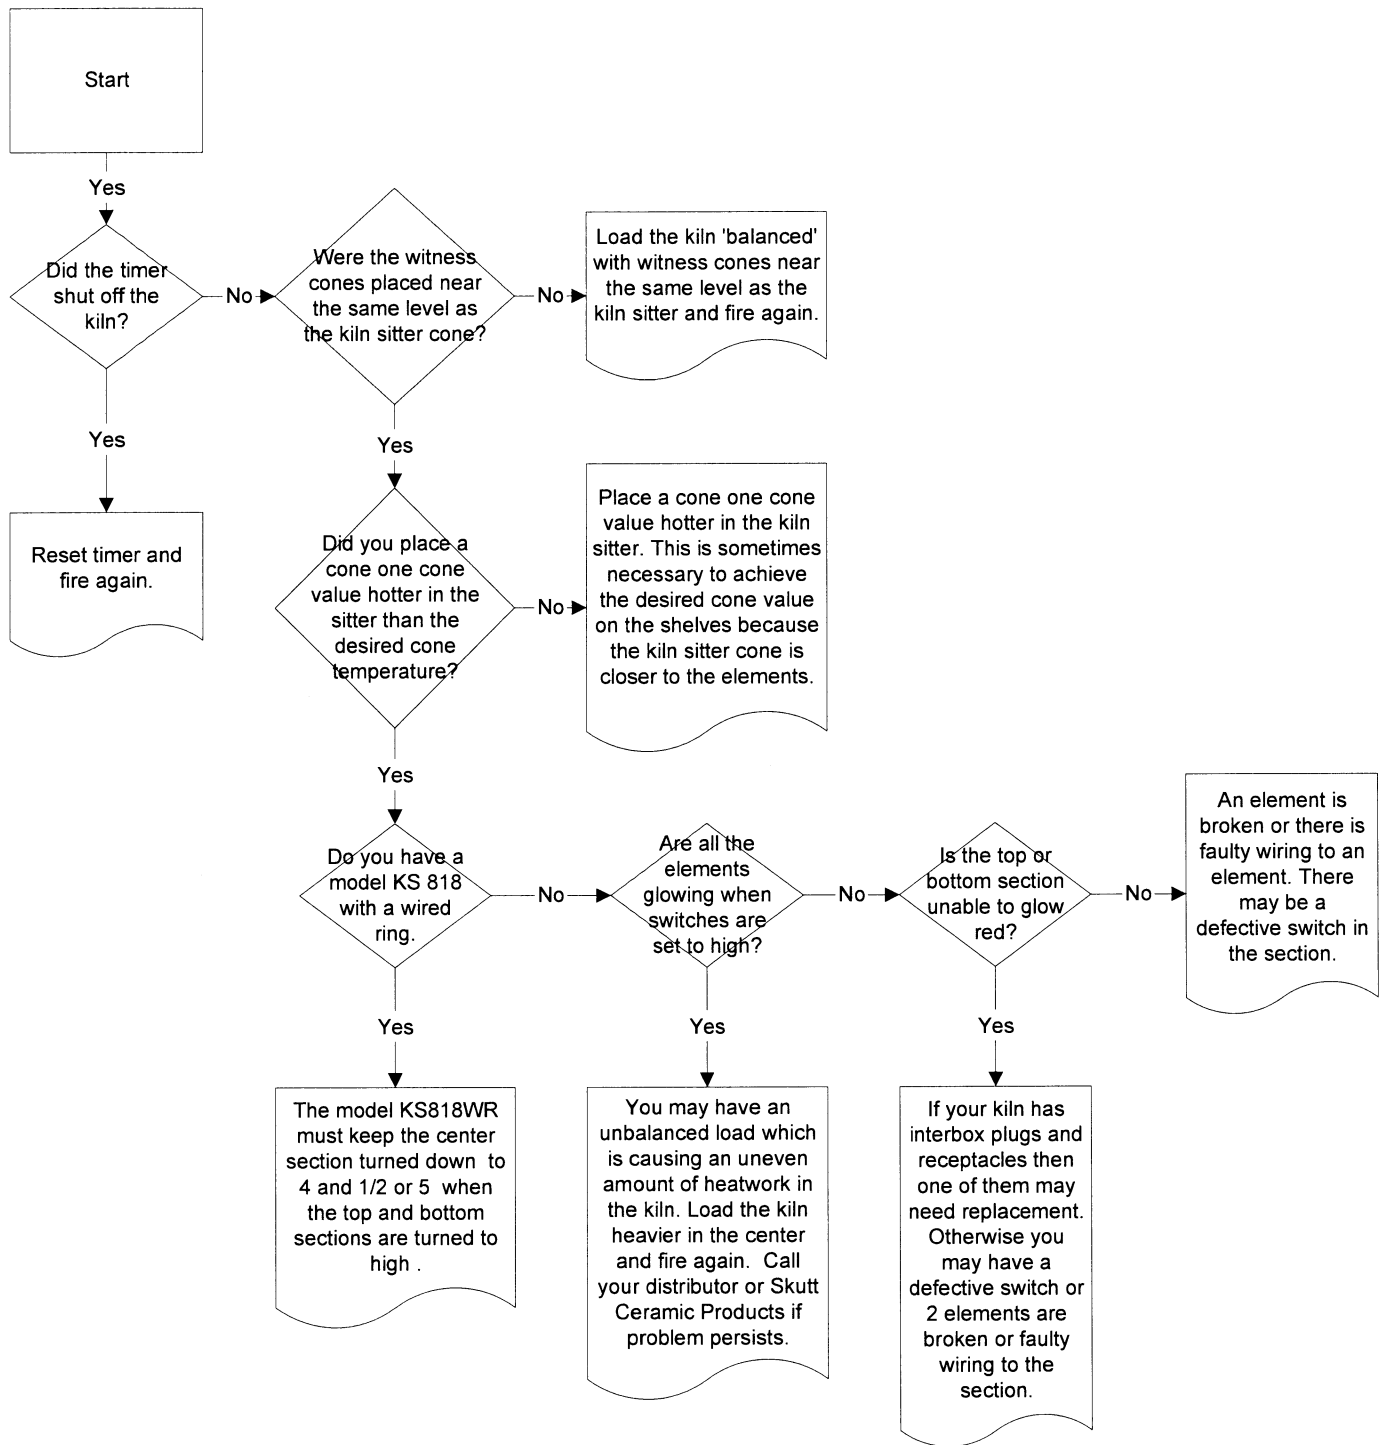 Start
Yes
Did the timer
shut off the
kiln?
No
Were the witness
cones placed near
the same level as
the kiln sitter cone?
No
Load the kiln 'balanced'
with witness cones near
the same level as the
kiln sitter and fire again.
Yes
Reset timer and
fire again.
Yes
Did you place a
cone one cone
value hotter in the
sitter than the
desired cone
temperature?
No
Place a cone one cone
value hotter in the kiln
sitter. This is sometimes
necessary to achieve
the desired cone value
on the shelves because
the kiln sitter cone is
closer to the elements.
Yes
Do you have a
model KS 818
with a wired
ring.
No
Are all the
elements
glowing when
switches are
set to high?
No
Is the top or
bottom section
unable to glow
red?
No
An element is
broken or there is
faulty wiring to an
element. There
may be a
defective switch in
the section.
Yes
The model KS818WR
must keep the center
section turned down to
4 and 1/2 or 5 when
the top and bottom
sections are turned to
high .
Yes
You may have an
unbalanced load which
is causing an uneven
amount of heatwork in
the kiln. Load the kiln
heavier in the center
and fire again. Call
your distributor or Skutt
Ceramic Products if
problem persists.
Yes
If your kiln has
interbox plugs and
receptacles then
one of them may
need replacement.
Otherwise you
may have a
defective switch or
2 elements are
broken or faulty
wiring to the
section.